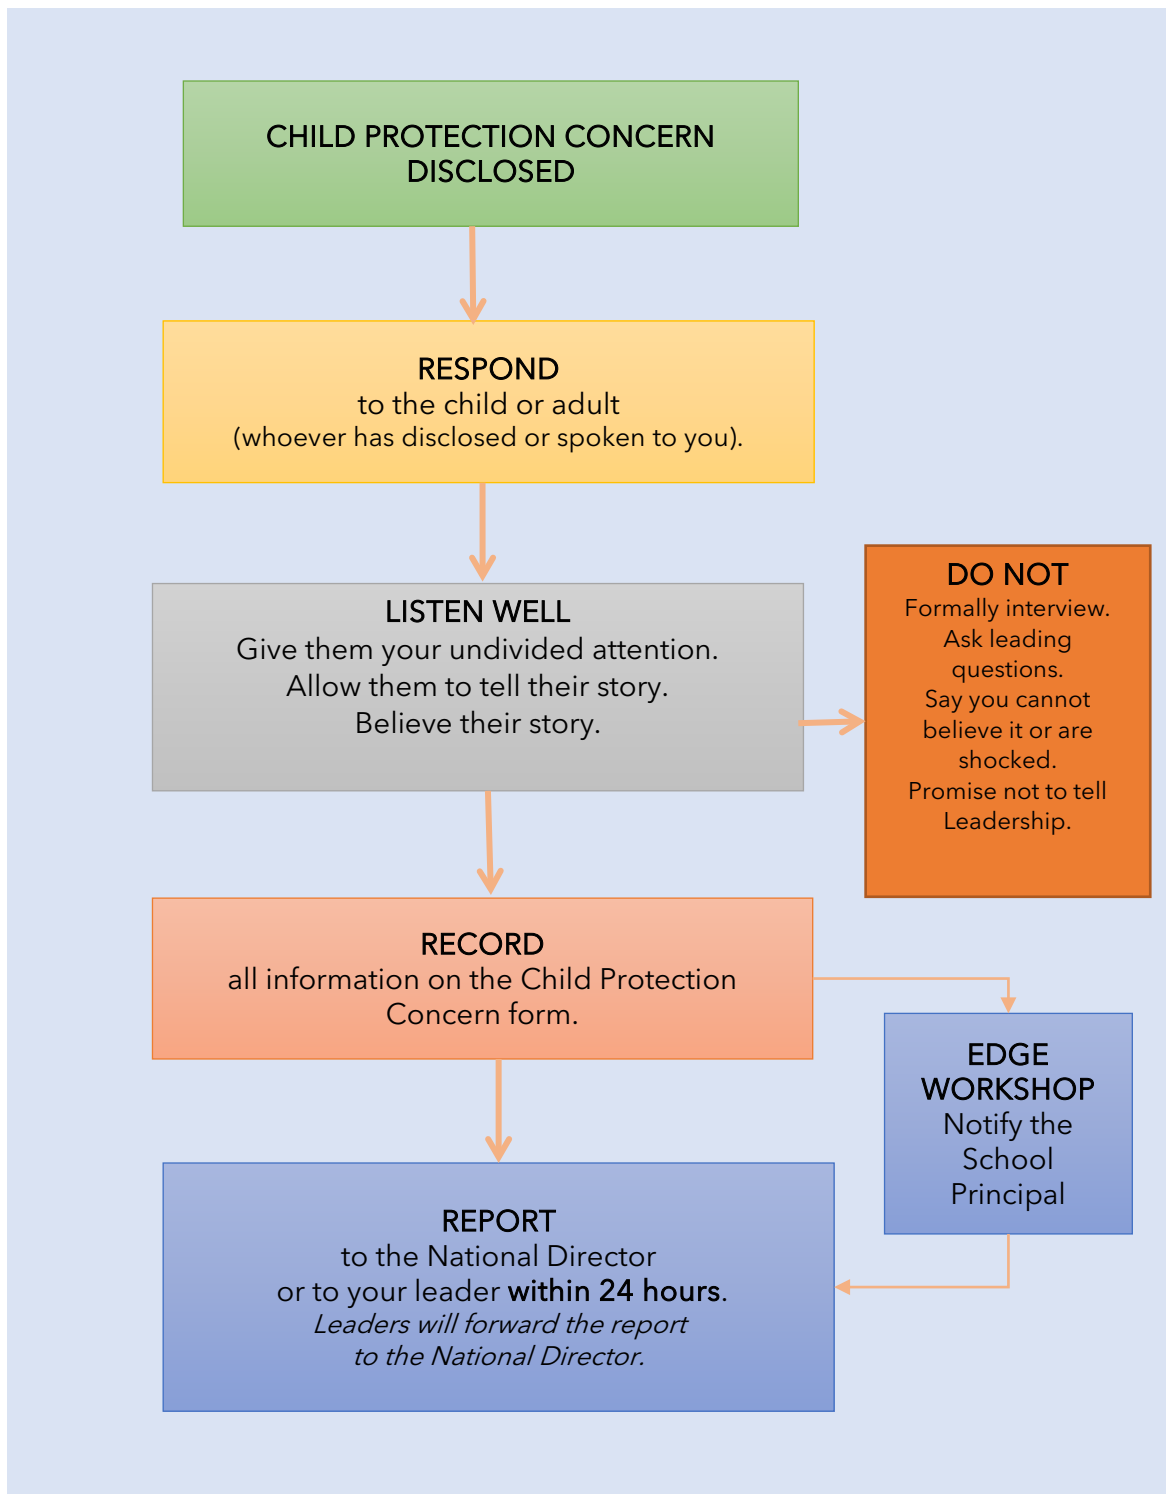 CHILD PROTECTION CONCERN
DISCLOSED
RESPOND
to the child or adult
(whoever has disclosed or spoken to you).
LISTEN WELL
Give them your undivided attention.
Allow them to tell their story.
Believe their story.
DO NOT
Formally interview.
Ask leading
questions.
Say you cannot
believe it or are
shocked.
Promise not to tell
Leadership.
RECORD
all information on the Child Protection
Concern form.
EDGE
WORKSHOP
Notify the
School
Principal
REPORT
to the National Director
or to your leader within 24 hours.
Leaders will forward the report
to the National Director.